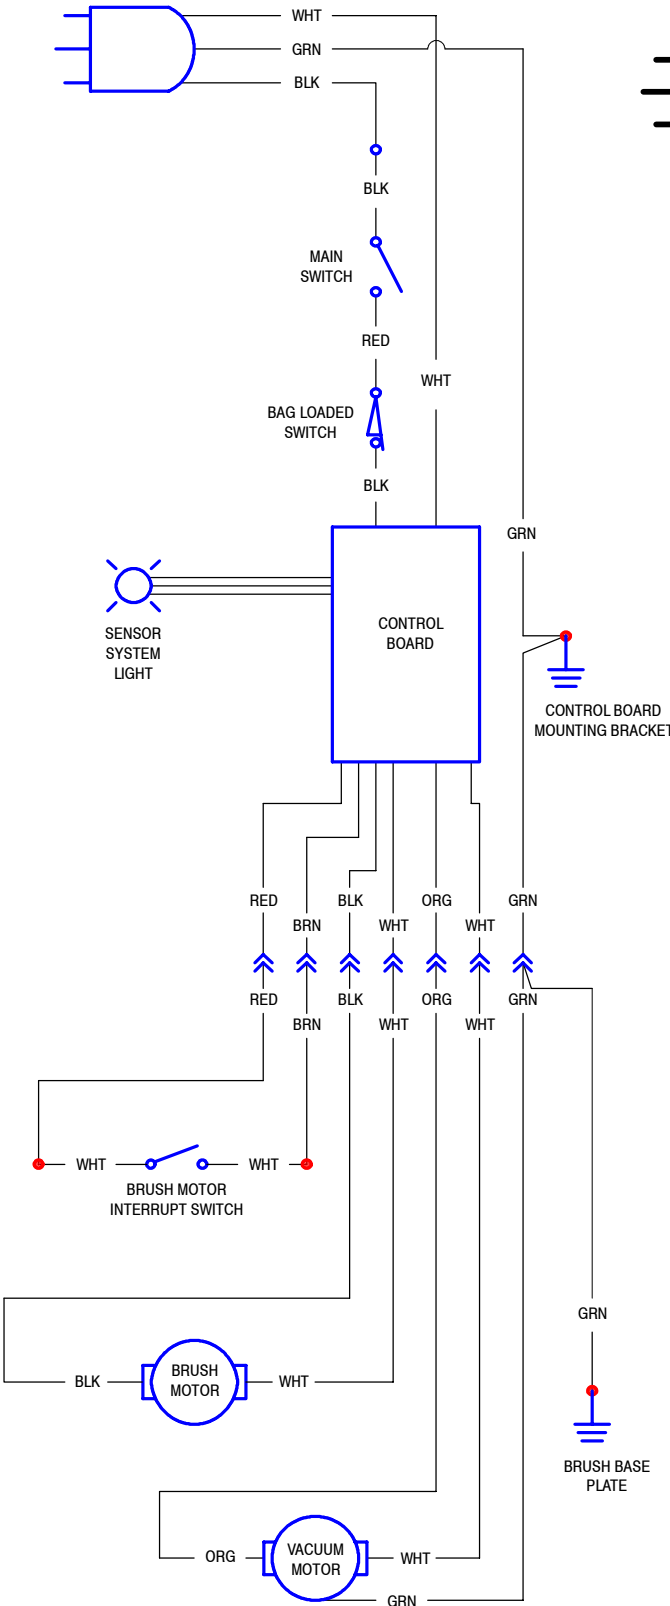 WHT
GRN
BLK
BLK
MAIN
SWITCH
RED
WHT
BAG LOADED
SWITCH
BLK
GRN
CONTROL
BOARD
SENSOR
SYSTEM
LIGHT
CONTROL BOARD
MOUNTING BRACKET
RED
BLK
ORG
GRN
BRN
WHT
WHT
RED
BLK
ORG
GRN
BRN
WHT
WHT
WHT
WHT
BRUSH MOTOR
INTERRUPT SWITCH
GRN
BLK
BRUSH
MOTOR
WHT
BRUSH BASE
PLATE
ORG
VACUUM
MOTOR
WHT
GRN